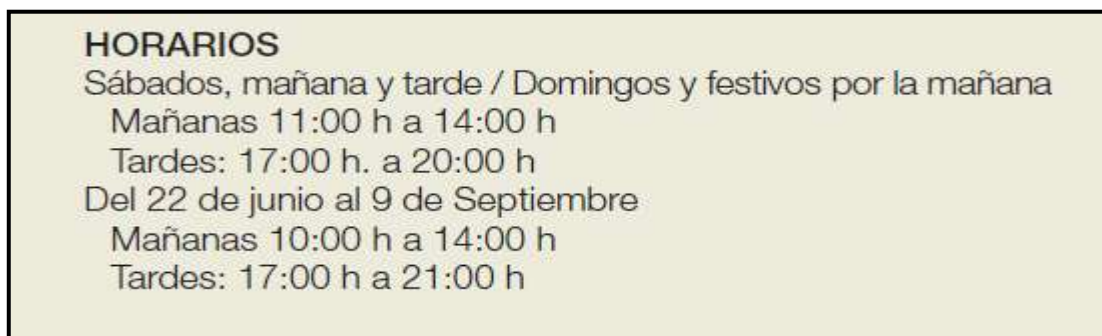 HORARIOS
Sábados, mañana y tarde / Domingos y festivos por la mañana
Mañanas 11:00 h a 14:00 h
Tardes: 17:00 h. a 20:00 h
Del 22 de junio al 9 de Septiembre
Mañanas 10:00 h a 14:00 h
Tardes: 17:00 h a 21:00 h